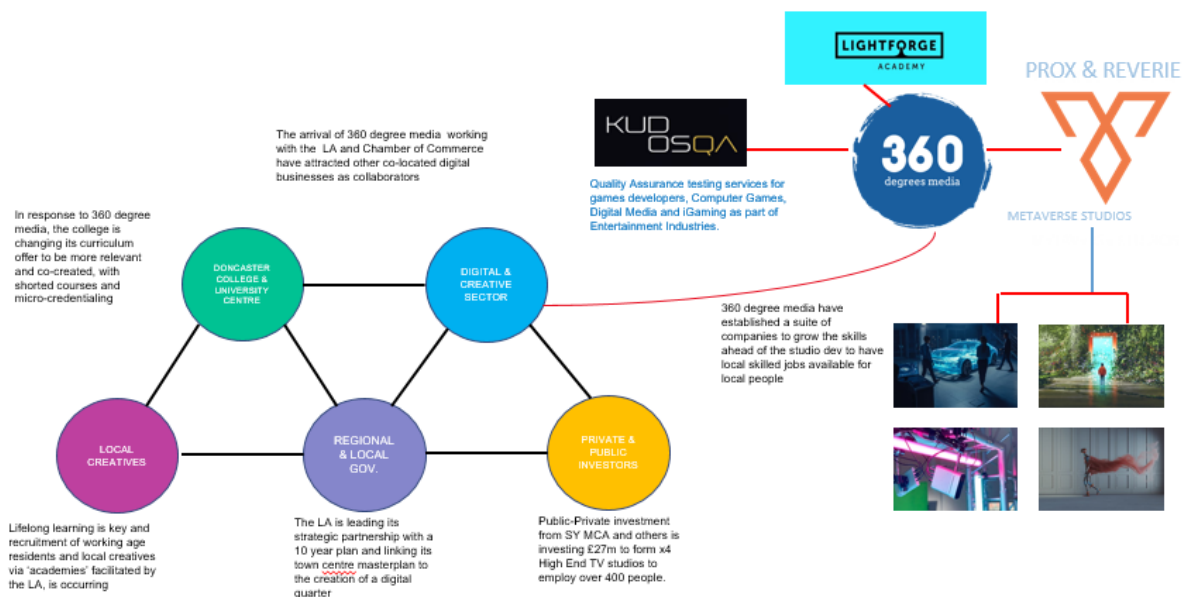 LIGHTFORGE
ACADEMY
PROX & REVERIE
KUD
OSQA
360
degrees media
METAVERSE STUDIOS
The arrival of 360 degree media working
with the LA and Chamber of Commerce
have attracted other co-located digital
businesses as collaborators
Quality Assurance testing services for
games developers, Computer Games,
Digital Media and iGaming as part of
Entertainment Industries.
In response to 360 degree
media, the college is
changing its curriculum
offer to be more relevant
and co-created, with
shorted courses and
micro-credentialing
DONCASTER
COLLEGE &
UNIVERSITY
CENTRE
DIGITAL &
CREATIVE
SECTOR
360 degree media have
established a suite of
companies to grow the skills
ahead of the studio dev to have
local skilled jobs available for
local people
LOCAL
CREATIVES
REGIONAL
& LOCAL
GOV.
PRIVATE &
PUBLIC
INVESTORS
Lifelong learning is key and
recruitment of working age
residents and local creatives
via ‘academies’ facilitated by
the LA, is occurring
The LA is leading its
strategic partnership with a
10 year plan and linking its
town centre masterplan to
the creation of a digital
quarter
Public-Private investment
from SY MCA and others is
investing £27m to form x4
High End TV studios to
employ over 400 people.